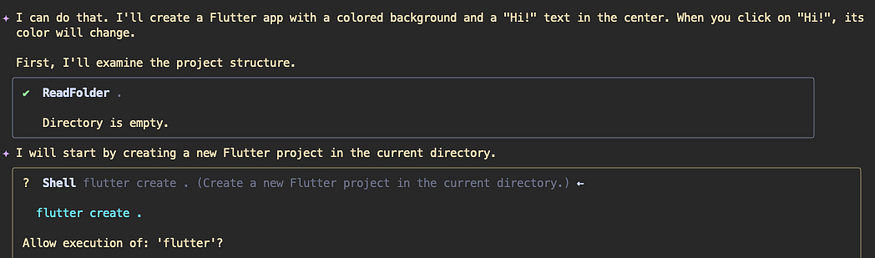 ✦ I can do that. I'll create a Flutter app with a colored background and a "Hi!" text in the center. When you click on "Hi!", its
color will change.
First, I'll examine the project structure.
✔ ReadFolder .
Directory is empty.
✦ I will start by creating a new Flutter project in the current directory.
? Shell flutter create . (Create a new Flutter project in the current directory.) ←
flutter create .
Allow execution of: 'flutter'?